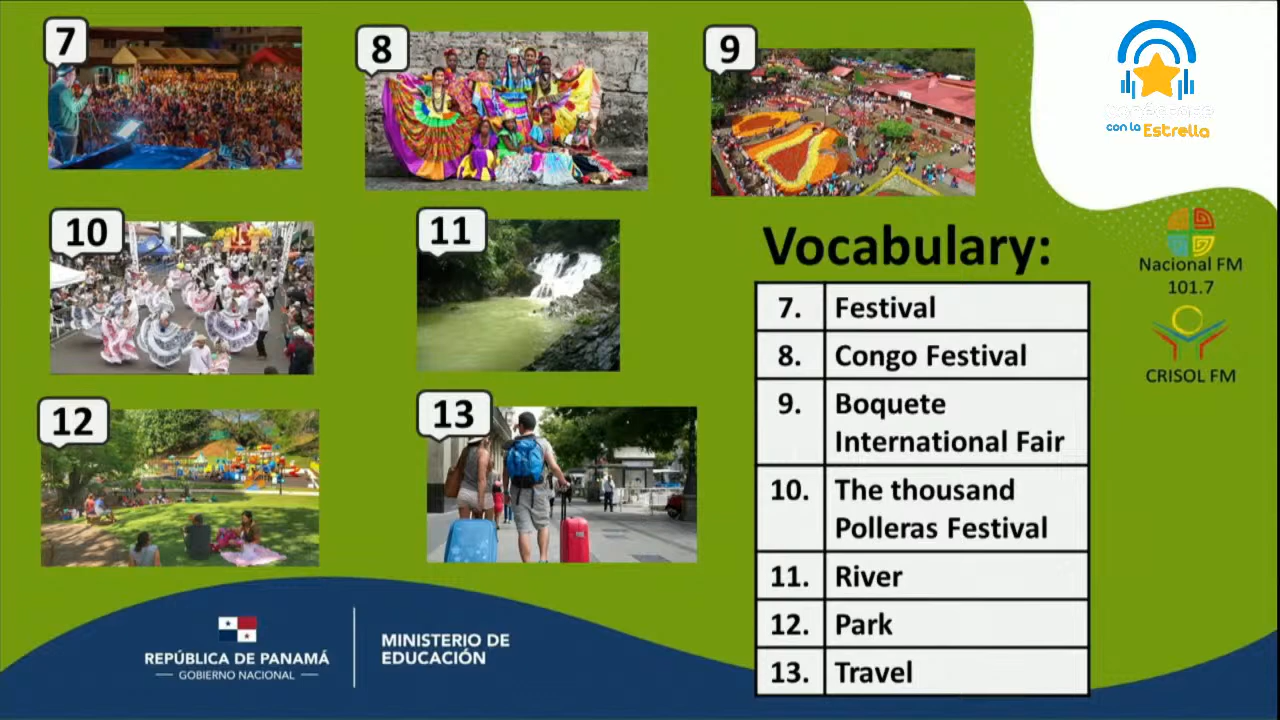 7
8
9
conéctate
con la Estrella
10
11
Vocabulary:
Nacional FM
101.7
CRISOL FM
7. Festival
8. Congo Festival
9. Boquete
International Fair
10. The thousand
Polleras Festival
11. River
12. Park
13. Travel
12
13
REPÚBLICA DE PANAMÁ
GOBIERNO NACIONAL
MINISTERIO DE
EDUCACIÓN